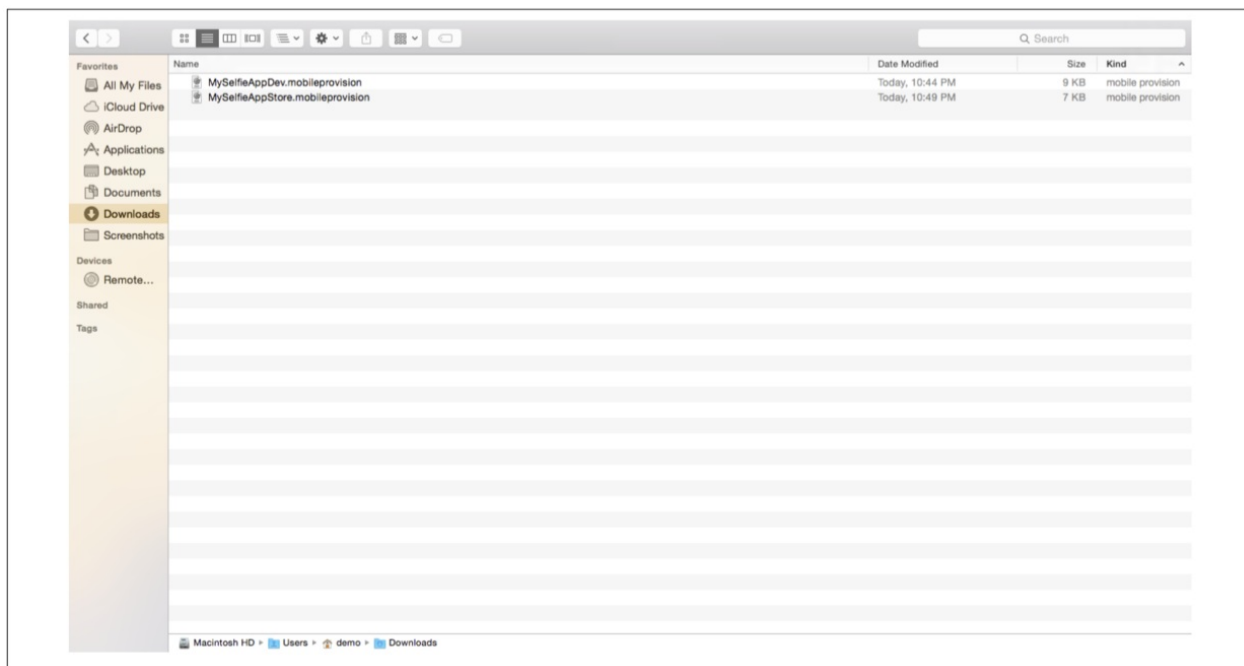 Search
Favorites
All My Files
iCloud Drive
AirDrop
Applications
Desktop
Documents
Downloads
Screenshots
Devices
Remote...
Shared
Tags
Name Date Modified Size Kind
MySelfieAppDev.mobileprovision Today, 10:44 PM 9 KB mobile provision
MySelfieAppStore.mobileprovision Today, 10:49 PM 7 KB mobile provision
Macintosh HD Users demo Downloads